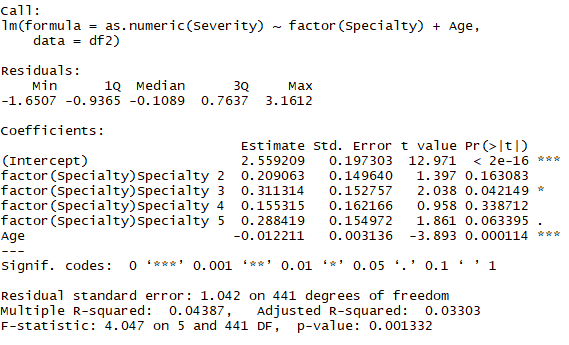 Call:
lm(formula = as.numeric(Severity) ~ factor(Specialty) + Age,
    data = df2)
Residuals:
    Min      1Q  Median      3Q     Max
-1.6507 -0.9365 -0.1089  0.7637  3.1612
Coefficients:
                              Estimate Std. Error t value Pr(>|t|)
(Intercept)                   2.559209   0.197303  12.971  < 2e-16 ***
factor(Specialty)Specialty 2  0.209063   0.149640   1.397 0.163083
factor(Specialty)Specialty 3  0.311314   0.152757   2.038 0.042149 *
factor(Specialty)Specialty 4  0.155315   0.162166   0.958 0.338712
factor(Specialty)Specialty 5  0.288419   0.154972   1.861 0.063395 .
Age                          -0.012211   0.003136  -3.893 0.000114 ***
---
Signif. codes:  0 ‘***’ 0.001 ‘**’ 0.01 ‘*’ 0.05 ‘.’ 0.1 ‘ ’ 1
Residual standard error: 1.042 on 441 degrees of freedom
Multiple R-squared:  0.04387,   Adjusted R-squared:  0.03303
F-statistic: 4.047 on 5 and 441 DF,  p-value: 0.001332